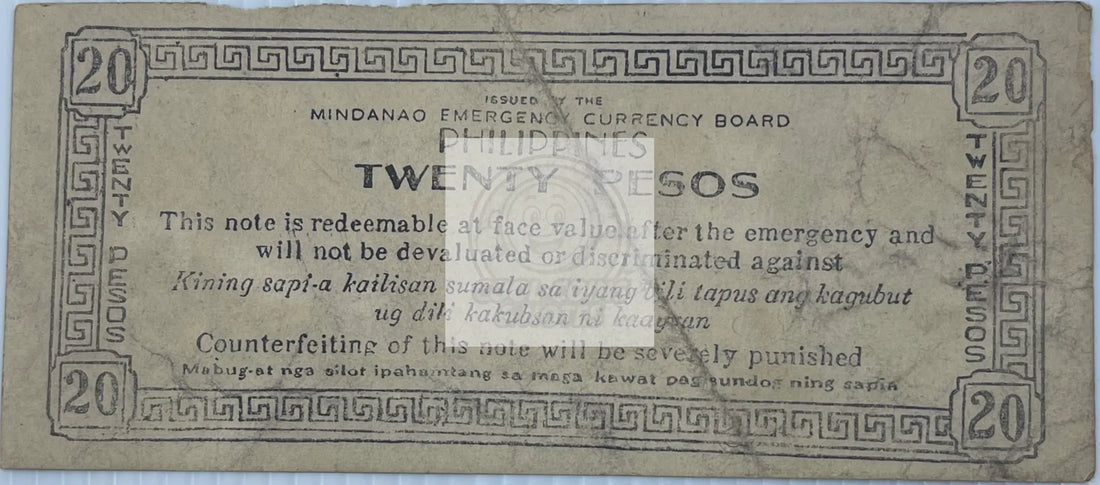 20 20
ISSUED BY THE
MINDANAO EMERGENCY CURRENCY BOARD
PHILIPPINES
TWENTY PESOS
This note is redeemable at face value after the emergency and
will not be devaluated or discriminated against
Kining sapi-a kailisan sumala sa iyang bili tapus ang kagubut
ug dili kakubsan ni kaayran
Counterfeiting of this note will be severely punished
Mabug-at nga silot ipahamtang sa maga kawat pag sundog ning sapia
TWENTY PESOS
TWENTY PESOS
20 20